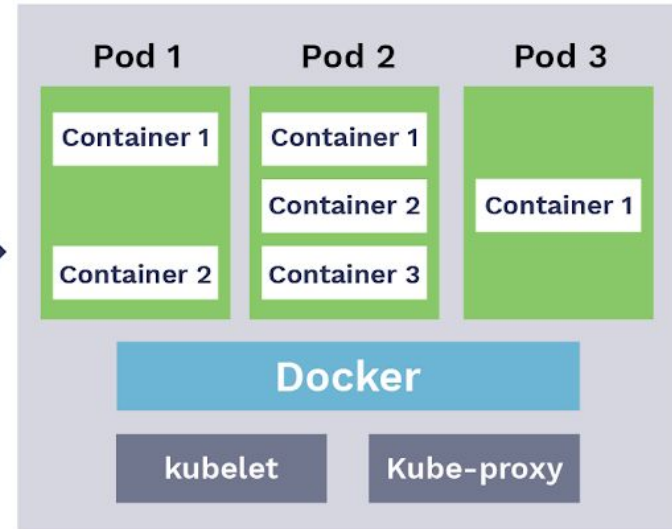 Pod 1
Pod 2
Pod 3
Container 1
Container 2
Container 1
Container 2
Container 3
Container 1
Docker
kubelet
Kube-proxy